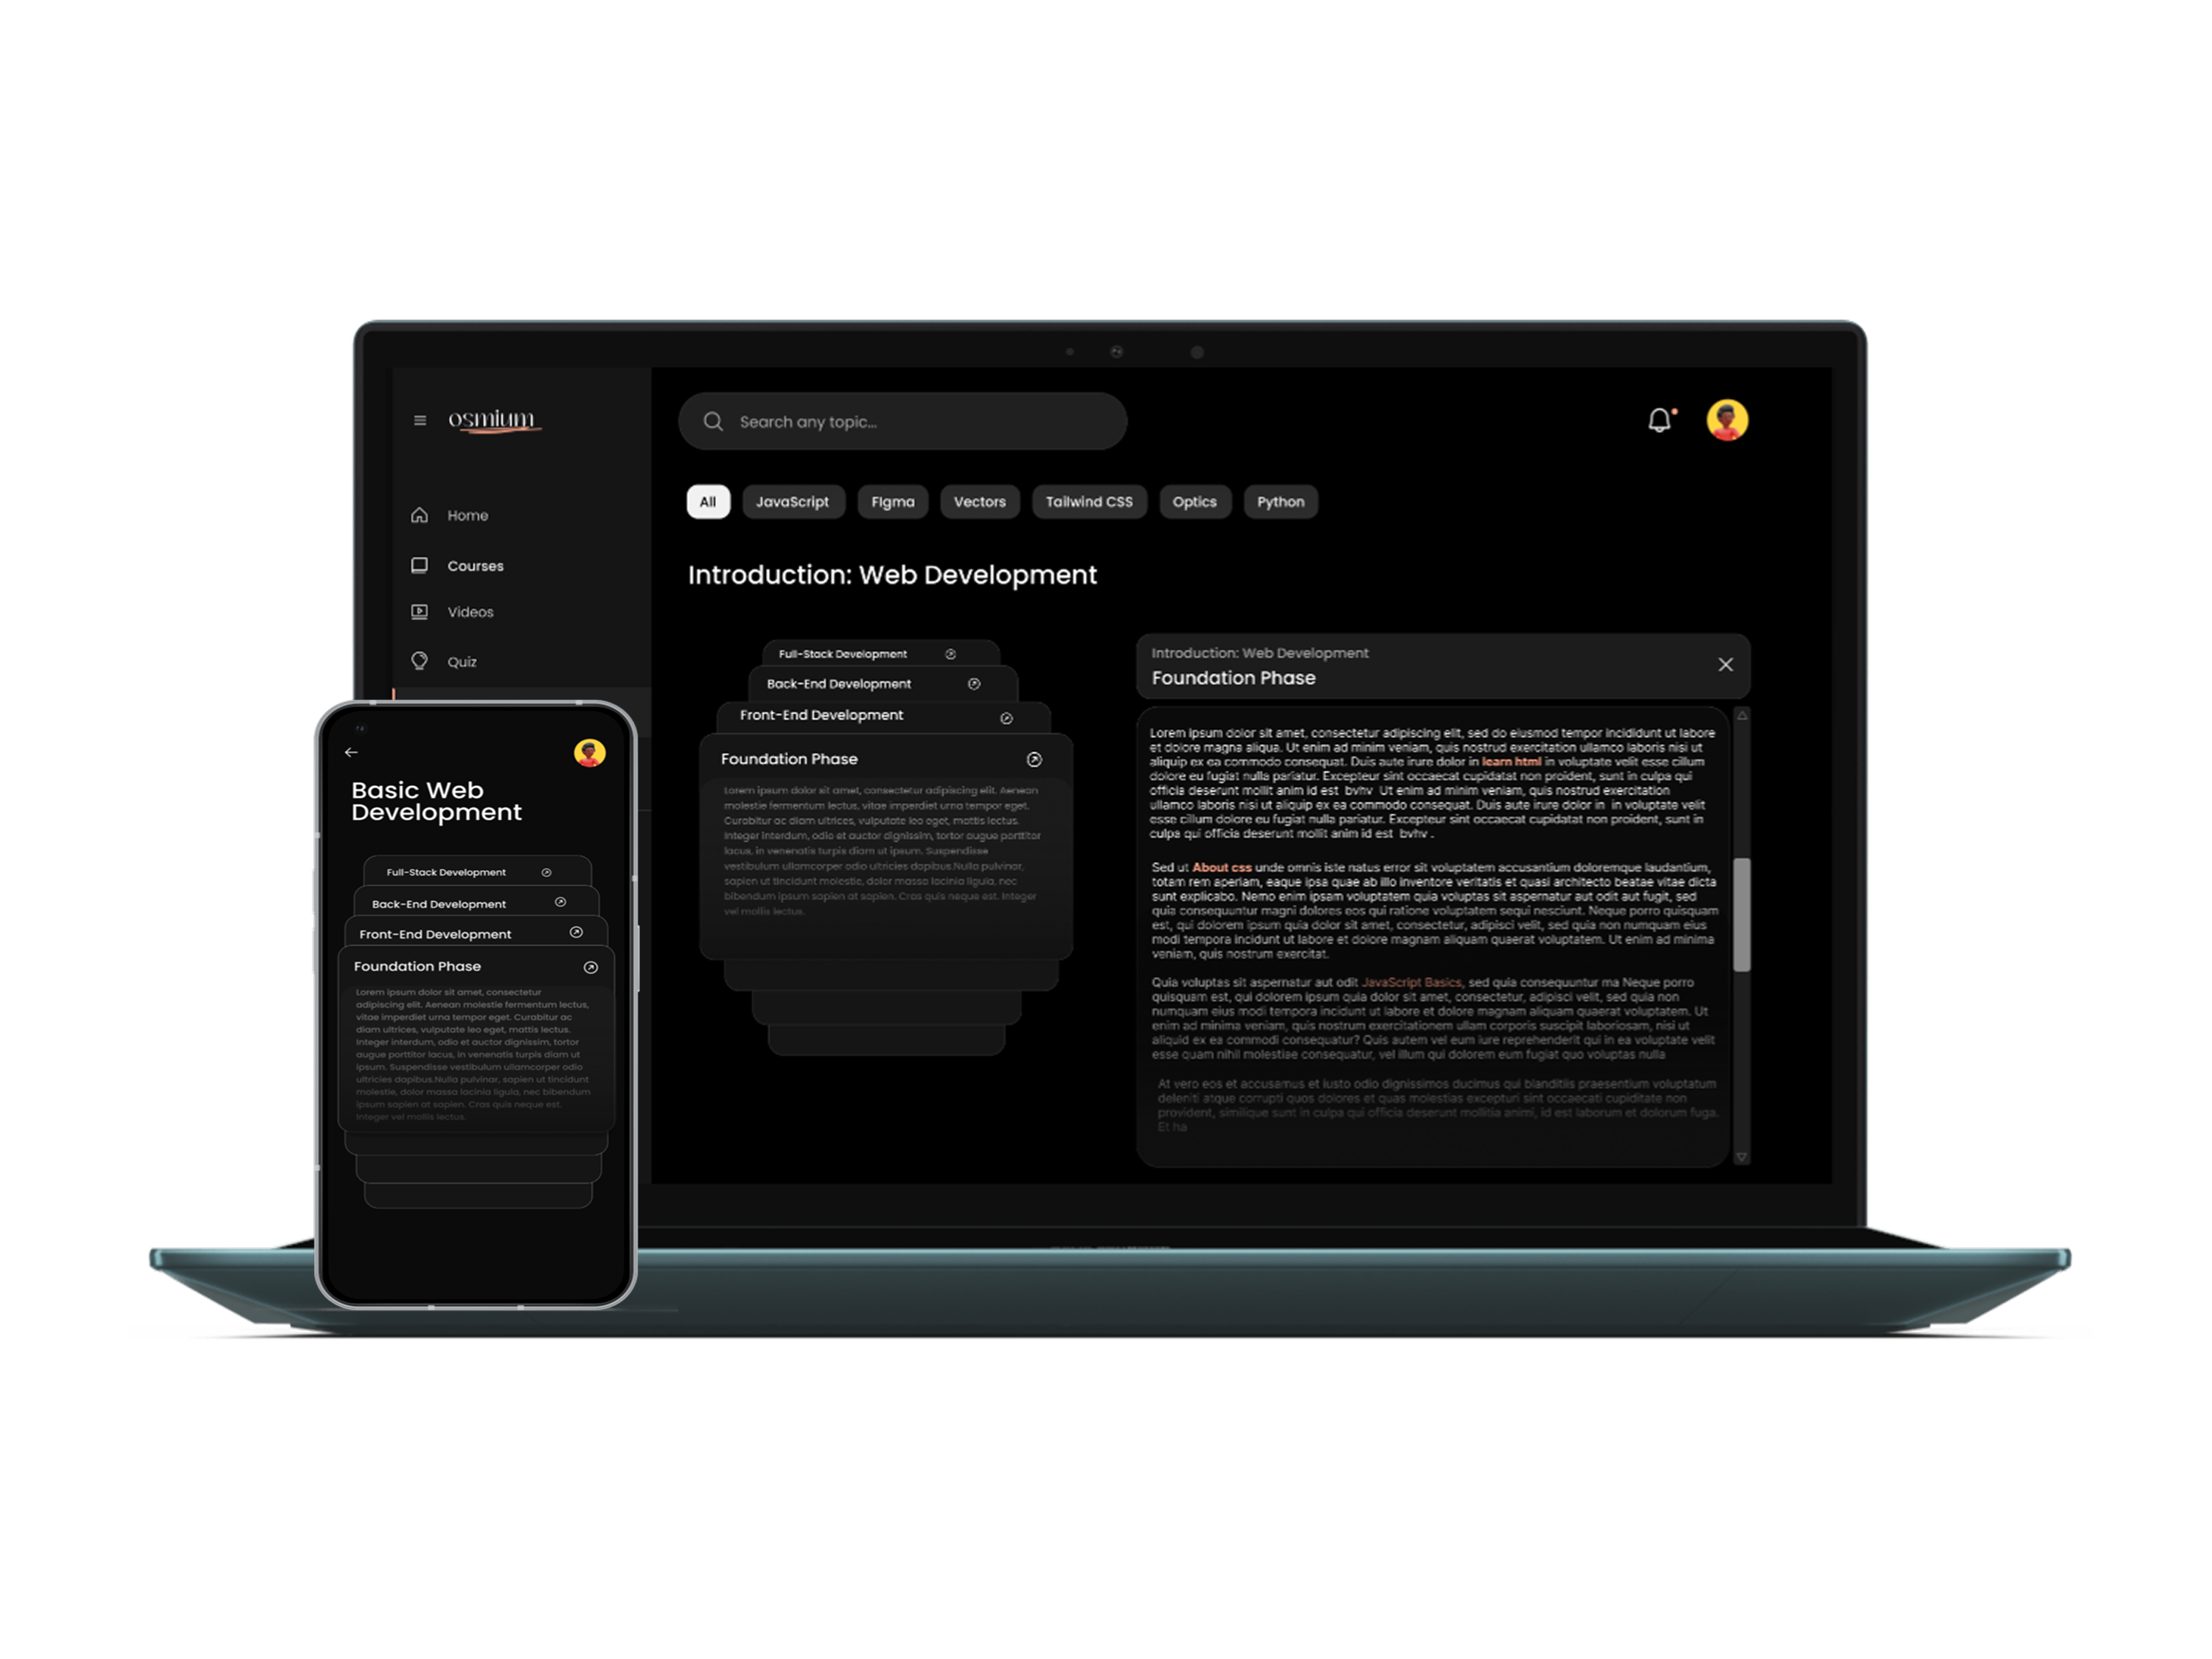 osmium
Search any topic...
Home
Courses
Videos
Quiz
All
JavaScript
FIgma
Vectors
Tailwind CSS
Optics
Python
Introduction: Web Development
Full-Stack Development
Back-End Development
Front-End Development
Foundation Phase
Lorem ipsum dolor sit amet, consectetur adipiscing elit. Aenean
molestie fermentum lectus, vitae imperdiet urna tempor eget.
Curabitur ac diam ultrices, vulputate leo eget, mattis lectus.
Integer interdum, odio et auctor dignissim, tortor augue porttitor
lacus, in venenatis turpis diam ut ipsum. Suspendisse
vestibulum ullamcorper odio ultricies dapibus.Nulla pulvinar,
sapien ut tincidunt molestie, dolor massa lacinia ligula, nec
bibendum ipsum sapien at sapien. Cras quis neque est. Integer
vel mollis lectus.
Introduction: Web Development
Foundation Phase
Lorem ipsum dolor sit amet, consectetur adipiscing elit, sed do eiusmod tempor incididunt ut labore
et dolore magna aliqua. Ut enim ad minim veniam, quis nostrud exercitation ullamco laboris nisi ut
aliquip ex ea commodo consequat. Duis aute irure dolor in learn html in voluptate velit esse cillum
dolore eu fugiat nulla pariatur. Excepteur sint occaecat cupidatat non proident, sunt in culpa qui
officia deserunt mollit anim id est bvhv Ut enim ad minim veniam, quis nostrud exercitation
ullamco laboris nisi ut aliquip ex ea commodo consequat. Duis aute irure dolor in in voluptate velit
esse cillum dolore eu fugiat nulla pariatur. Excepteur sint occaecat cupidatat non proident, sunt in
culpa qui officia deserunt mollit anim id est bvhv .
Sed ut About css unde omnis iste natus error sit voluptatem accusantium doloremque laudantium,
totam rem aperiam, eaque ipsa quae ab illo inventore veritatis et quasi architecto beatae vitae dicta
sunt explicabo. Nemo enim ipsam voluptatem quia voluptas sit aspernatur aut odit aut fugit, sed
quia consequuntur magni dolores eos qui ratione voluptatem sequi nesciunt. Neque porro quisquam
est, qui dolorem ipsum quia dolor sit amet, consectetur, adipisci velit, sed quia non numquam eius
modi tempora incidunt ut labore et dolore magnam aliquam quaerat voluptatem. Ut enim ad minima
veniam, quis nostrum exercitat.
Quia voluptas sit aspernatur aut odit JavaScript Basics, sed quia consequuntur ma Neque porro
quisquam est, qui dolorem ipsum quia dolor sit amet, consectetur, adipisci velit, sed quia non
numquam eius modi tempora incidunt ut labore et dolore magnam aliquam quaerat voluptatem. Ut
enim ad minima veniam, quis nostrum exercitationem ullam corporis suscipit laboriosam, nisi ut
aliquid ex ea commodi consequatur? Quis autem vel eum iure reprehenderit qui in ea voluptate velit
esse quam nihil molestiae consequatur, vel illum qui dolorem eum fugiat quo voluptas nulla
At vero eos et accusamus et iusto odio dignissimos ducimus qui blanditiis praesentium voluptatum
deleniti atque corrupti quos dolores et quas molestias excepturi sint occaecati cupiditate non
provident, similique sunt in culpa qui officia deserunt mollitia animi, id est laborum et dolorum fuga.
Et ha
Basic Web
Development
Full-Stack Development
Back-End Development
Front-End Development
Foundation Phase
Lorem ipsum dolor sit amet, consectetur
adipiscing elit. Aenean molestie fermentum lectus,
vitae imperdiet urna tempor eget. Curabitur ac
diam ultrices, vulputate leo eget, mattis lectus.
Integer interdum, odio et auctor dignissim, tortor
augue porttitor lacus, in venenatis turpis diam ut
ipsum. Suspendisse vestibulum ullamcorper odio
ultricies dapibus.Nulla pulvinar, sapien ut tincidunt
molestie, dolor massa lacinia ligula, nec bibendum
ipsum sapien at sapien. Cras quis neque est.
Integer vel mollis lectus.